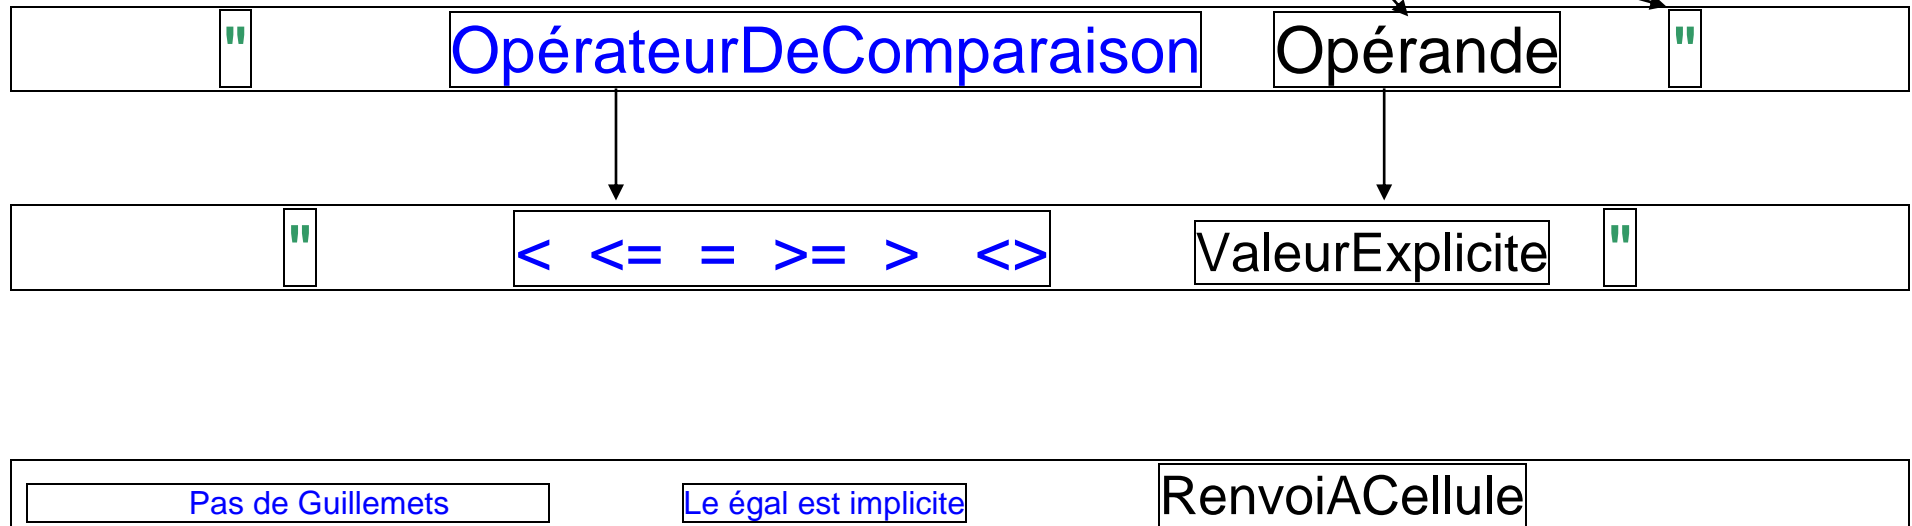 " OpérateurDeComparaison Opérande "
" < <= = >= > <> ValeurExplicite "
Pas de Guillemets Le égal est implicite RenvoiACellule